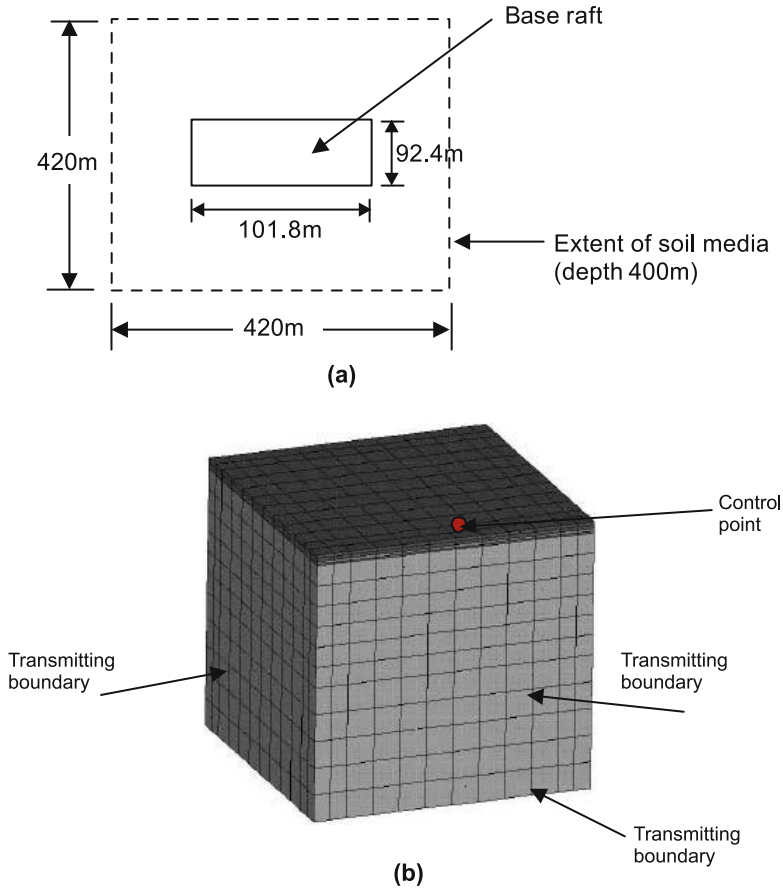 Base raft
420m
92.4m
101.8m
Extent of soil media
(depth 400m)
420m
(a)
Control
point
Transmitting
boundary
Transmitting
boundary
Transmitting
boundary
(b)